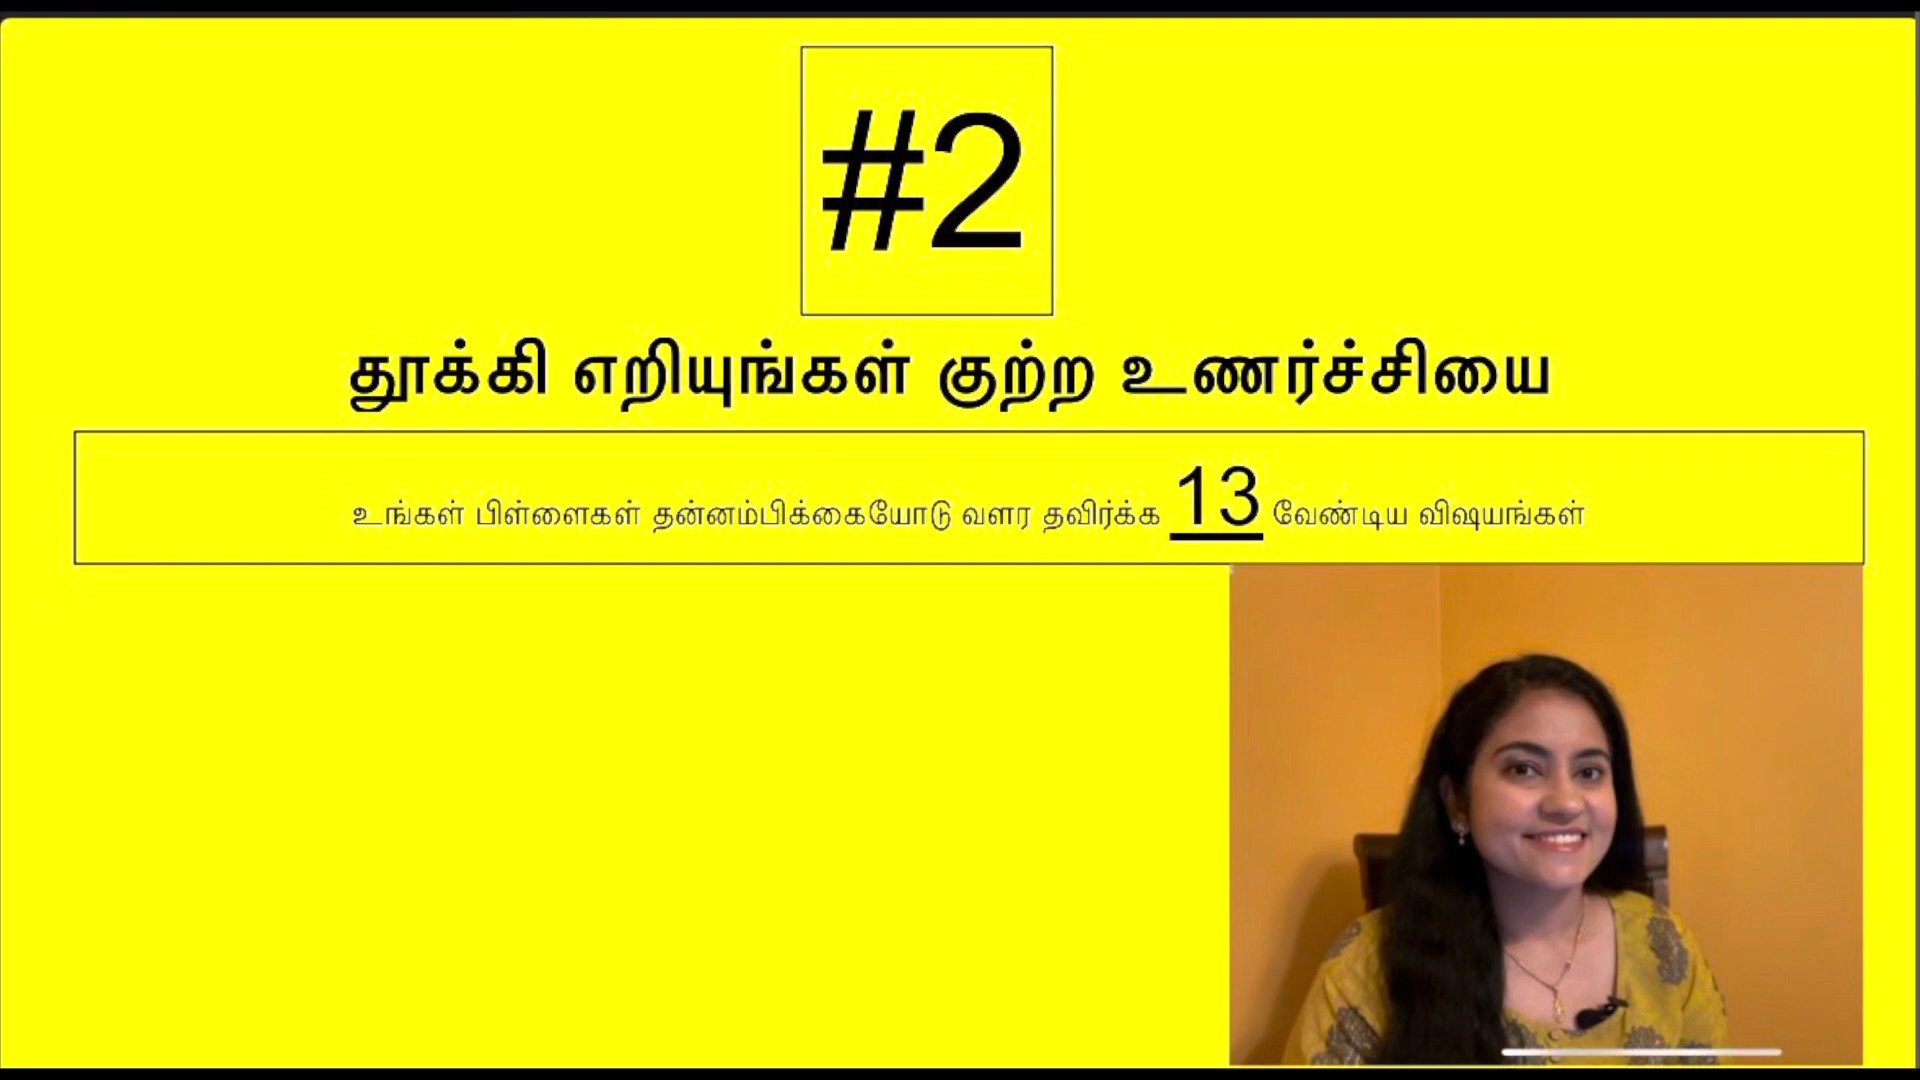 #2
தூக்கி எறியுங்கள் குற்ற உணர்ச்சியை
உங்கள் பிள்ளைகள் தன்னம்பிக்கையோடு வளர தவிர்க்க 13 வேண்டிய விஷயங்கள்